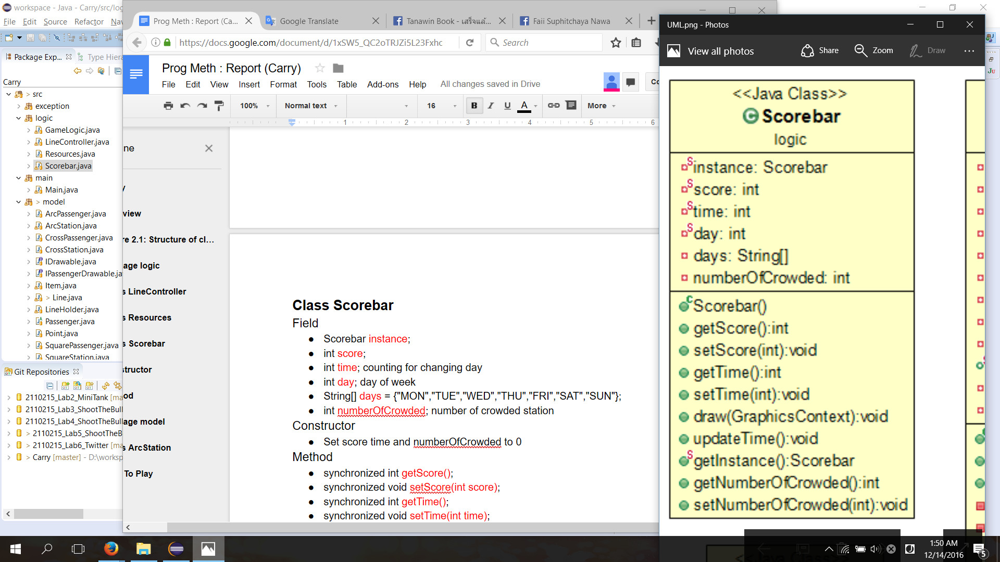 workspace - Java - Carry/src/log
File Edit Source Refactor Nav
Package Exp... Type Hiera
Carry
> src
exception
logic
GameLogic.java
LineController.java
Resources.java
Scorebar.java
main
Main.java
> model
ArcPassenger.java
ArcStation.java
CrossPassenger.java
CrossStation.java
IDrawable.java
IPassengerDrawable.ja
Item.java
> Line.java
LineHolder.java
Passenger.java
Point.java
SquarePassenger.java
SquareStation.java
Git Repositories
2110215_Lab2_MiniTank [ma
2110215_Lab3_ShootTheBull
2110215_Lab4_ShootTheBull
> 2110215_Lab5_ShootTheB
> 2110215_Lab6_Twitter [ma
> Carry [master] - D:\worksp
Prog Meth : Report (Ca...
Google Translate
Tanawin Book - เสร็จแล้...
Faii Suphitchaya Nawa
https://docs.google.com/document/d/1xSW5_QC2oTRJZi5L23Fxhc
Search
Prog Meth : Report (Carry)
File Edit View Insert Format Tools Table Add-ons Help All changes saved in Drive
100% Normal text 16 B I U A More
1 2 3 4 5 6
ne
y
view
re 2.1: Structure of cl...
age logic
s LineController
s Resources
s Scorebar
structor
od
age model
s ArcStation
To Play
Class Scorebar
Field
● Scorebar instance;
● int score;
● int time; counting for changing day
● int day; day of week
● String[] days = {"MON","TUE","WED","THU","FRI","SAT","SUN"};
● int numberOfCrowded; number of crowded station
Constructor
● Set score time and numberOfCrowded to 0
Method
● synchronized int getScore();
● synchronized void setScore(int score);
● synchronized int getTime();
● synchronized void setTime(int time);
UML.png - Photos
View all photos Share Zoom Draw
<<Java Class>>
Scorebar
logic
instance: Scorebar
score: int
time: int
day: int
days: String[]
numberOfCrowded: int
Scorebar()
getScore():int
setScore(int):void
getTime():int
setTime(int):void
draw(GraphicsContext):void
updateTime():void
getInstance():Scorebar
getNumberOfCrowded():int
setNumberOfCrowded(int):void
1:50 AM
12/14/2016
5